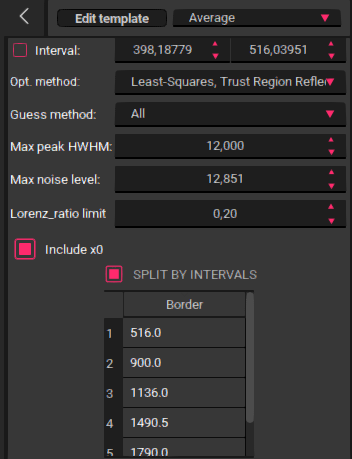 Edit template Average
Interval: 398,18779 516,03951
Opt. method: Least-Squares, Trust Region Refle
Guess method: All
Max peak HWHM: 12,000
Max noise level: 12,851
Lorenz_ratio limit 0,20
Include x0
SPLIT BY INTERVALS
Border
1 516.0
2 900.0
3 1136.0
4 1490.5
5 1790.0